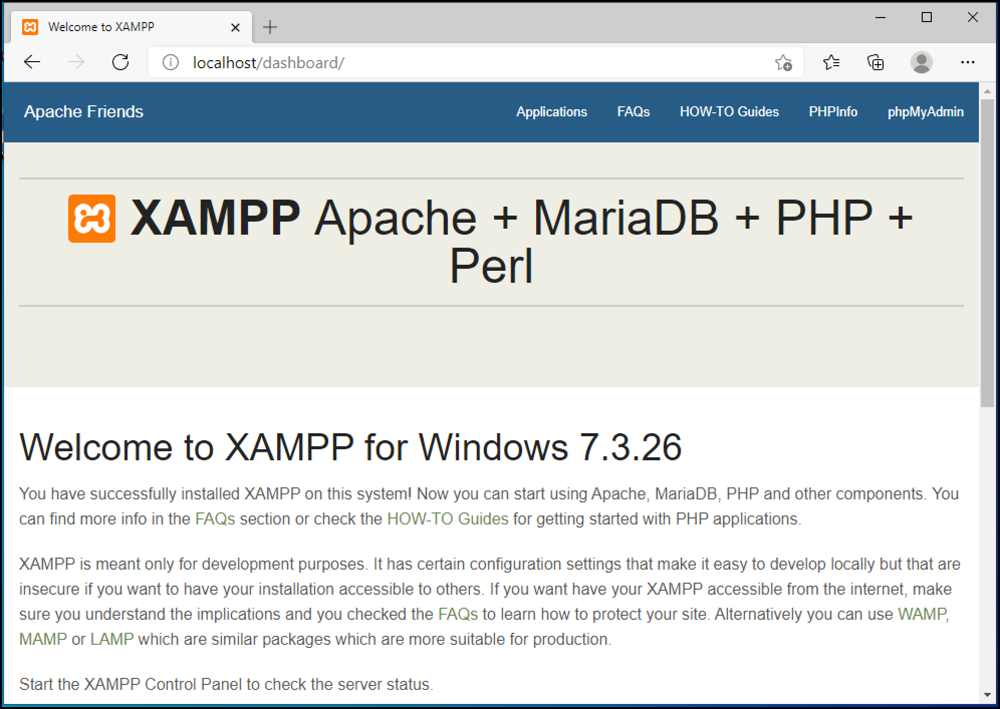 Welcome to XAMPP
localhost/dashboard/
Apache Friends
Applications
FAQs
HOW-TO Guides
PHPInfo
phpMyAdmin
XAMPP Apache + MariaDB + PHP +
Perl
Welcome to XAMPP for Windows 7.3.26
You have successfully installed XAMPP on this system! Now you can start using Apache, MariaDB, PHP and other components. You
can find more info in the FAQs section or check the HOW-TO Guides for getting started with PHP applications.
XAMPP is meant only for development purposes. It has certain configuration settings that make it easy to develop locally but that are
insecure if you want to have your installation accessible to others. If you want have your XAMPP accessible from the internet, make
sure you understand the implications and you checked the FAQs to learn how to protect your site. Alternatively you can use WAMP,
MAMP or LAMP which are similar packages which are more suitable for production.
Start the XAMPP Control Panel to check the server status.